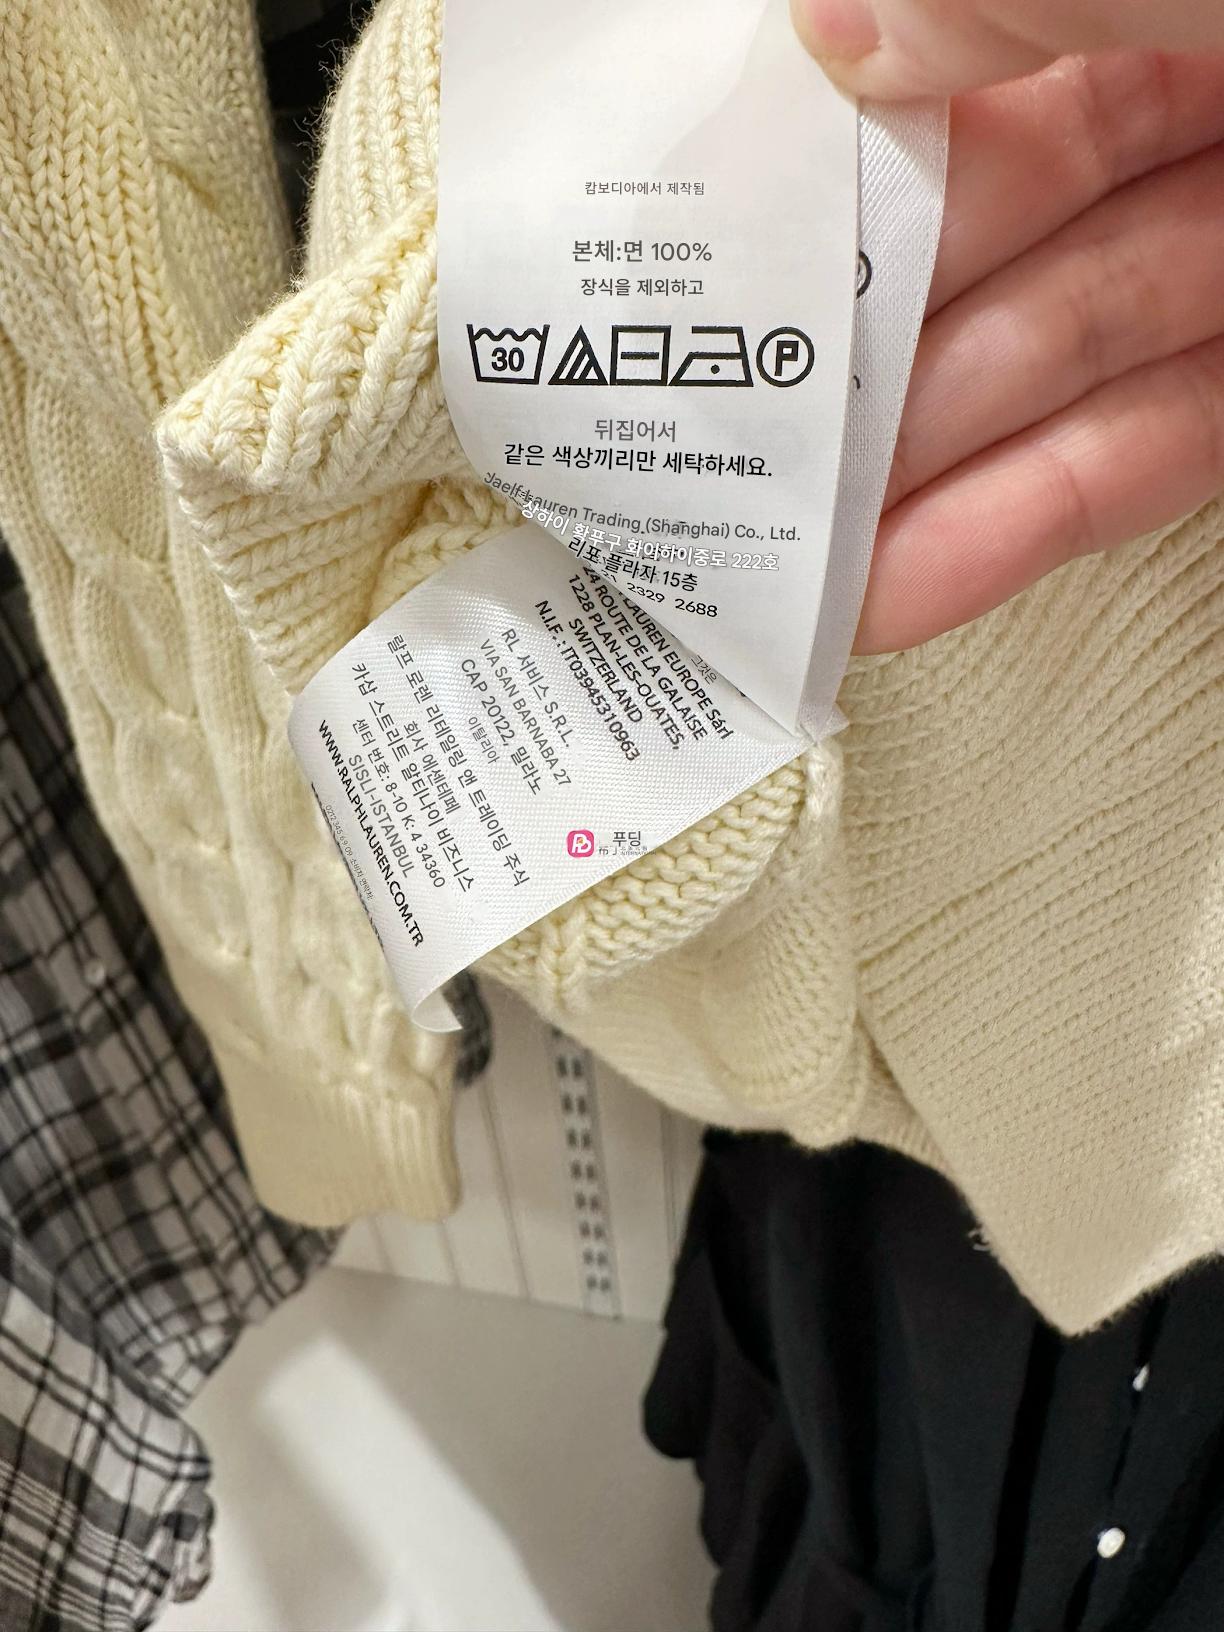 캄보디아에서 제작됨
본체:면 100%
장식을 제외하고
30
P
뒤집어서
같은 색상끼리만 세탁하세요.
Lauren Trading (Shanghai) Co., Ltd.
상하이 황푸구 화이하이중로 222호
리포 플라자 15층
2329 2688
LAUREN EUROPE Sárl
24 ROUTE DE LA GALAISE
1228 PLAN-LES-OUATES,
SWITZERLAND
N.I.F.: IT03945310963
그것은
RL 서비스 S.R.L.
VIA SAN BARNABA 27
CAP 20122, 밀라노
이탈리아
랄프 로렌 리테일링 앤 트레이딩 주식
회사 에센테페
카샵 스트리트 알티나이 비즈니스
센터 번호: 8-10 K: 4 34360
SISLI-ISTANBUL
WWW.RALPHLAUREN.COM.TR
푸딩